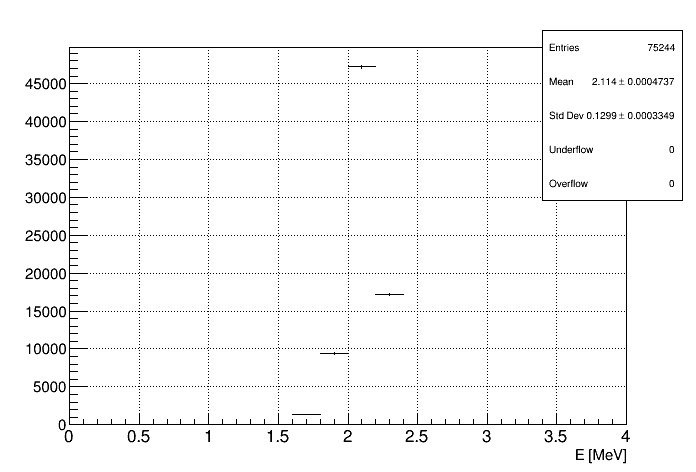 Entries 75244
Mean 2.114 ± 0.0004737
Std Dev 0.1299 ± 0.0003349
Underflow 0
Overflow 0
45000
40000
35000
30000
25000
20000
15000
10000
5000
0
0 0.5 1 1.5 2 2.5 3 3.5 4
E [MeV]